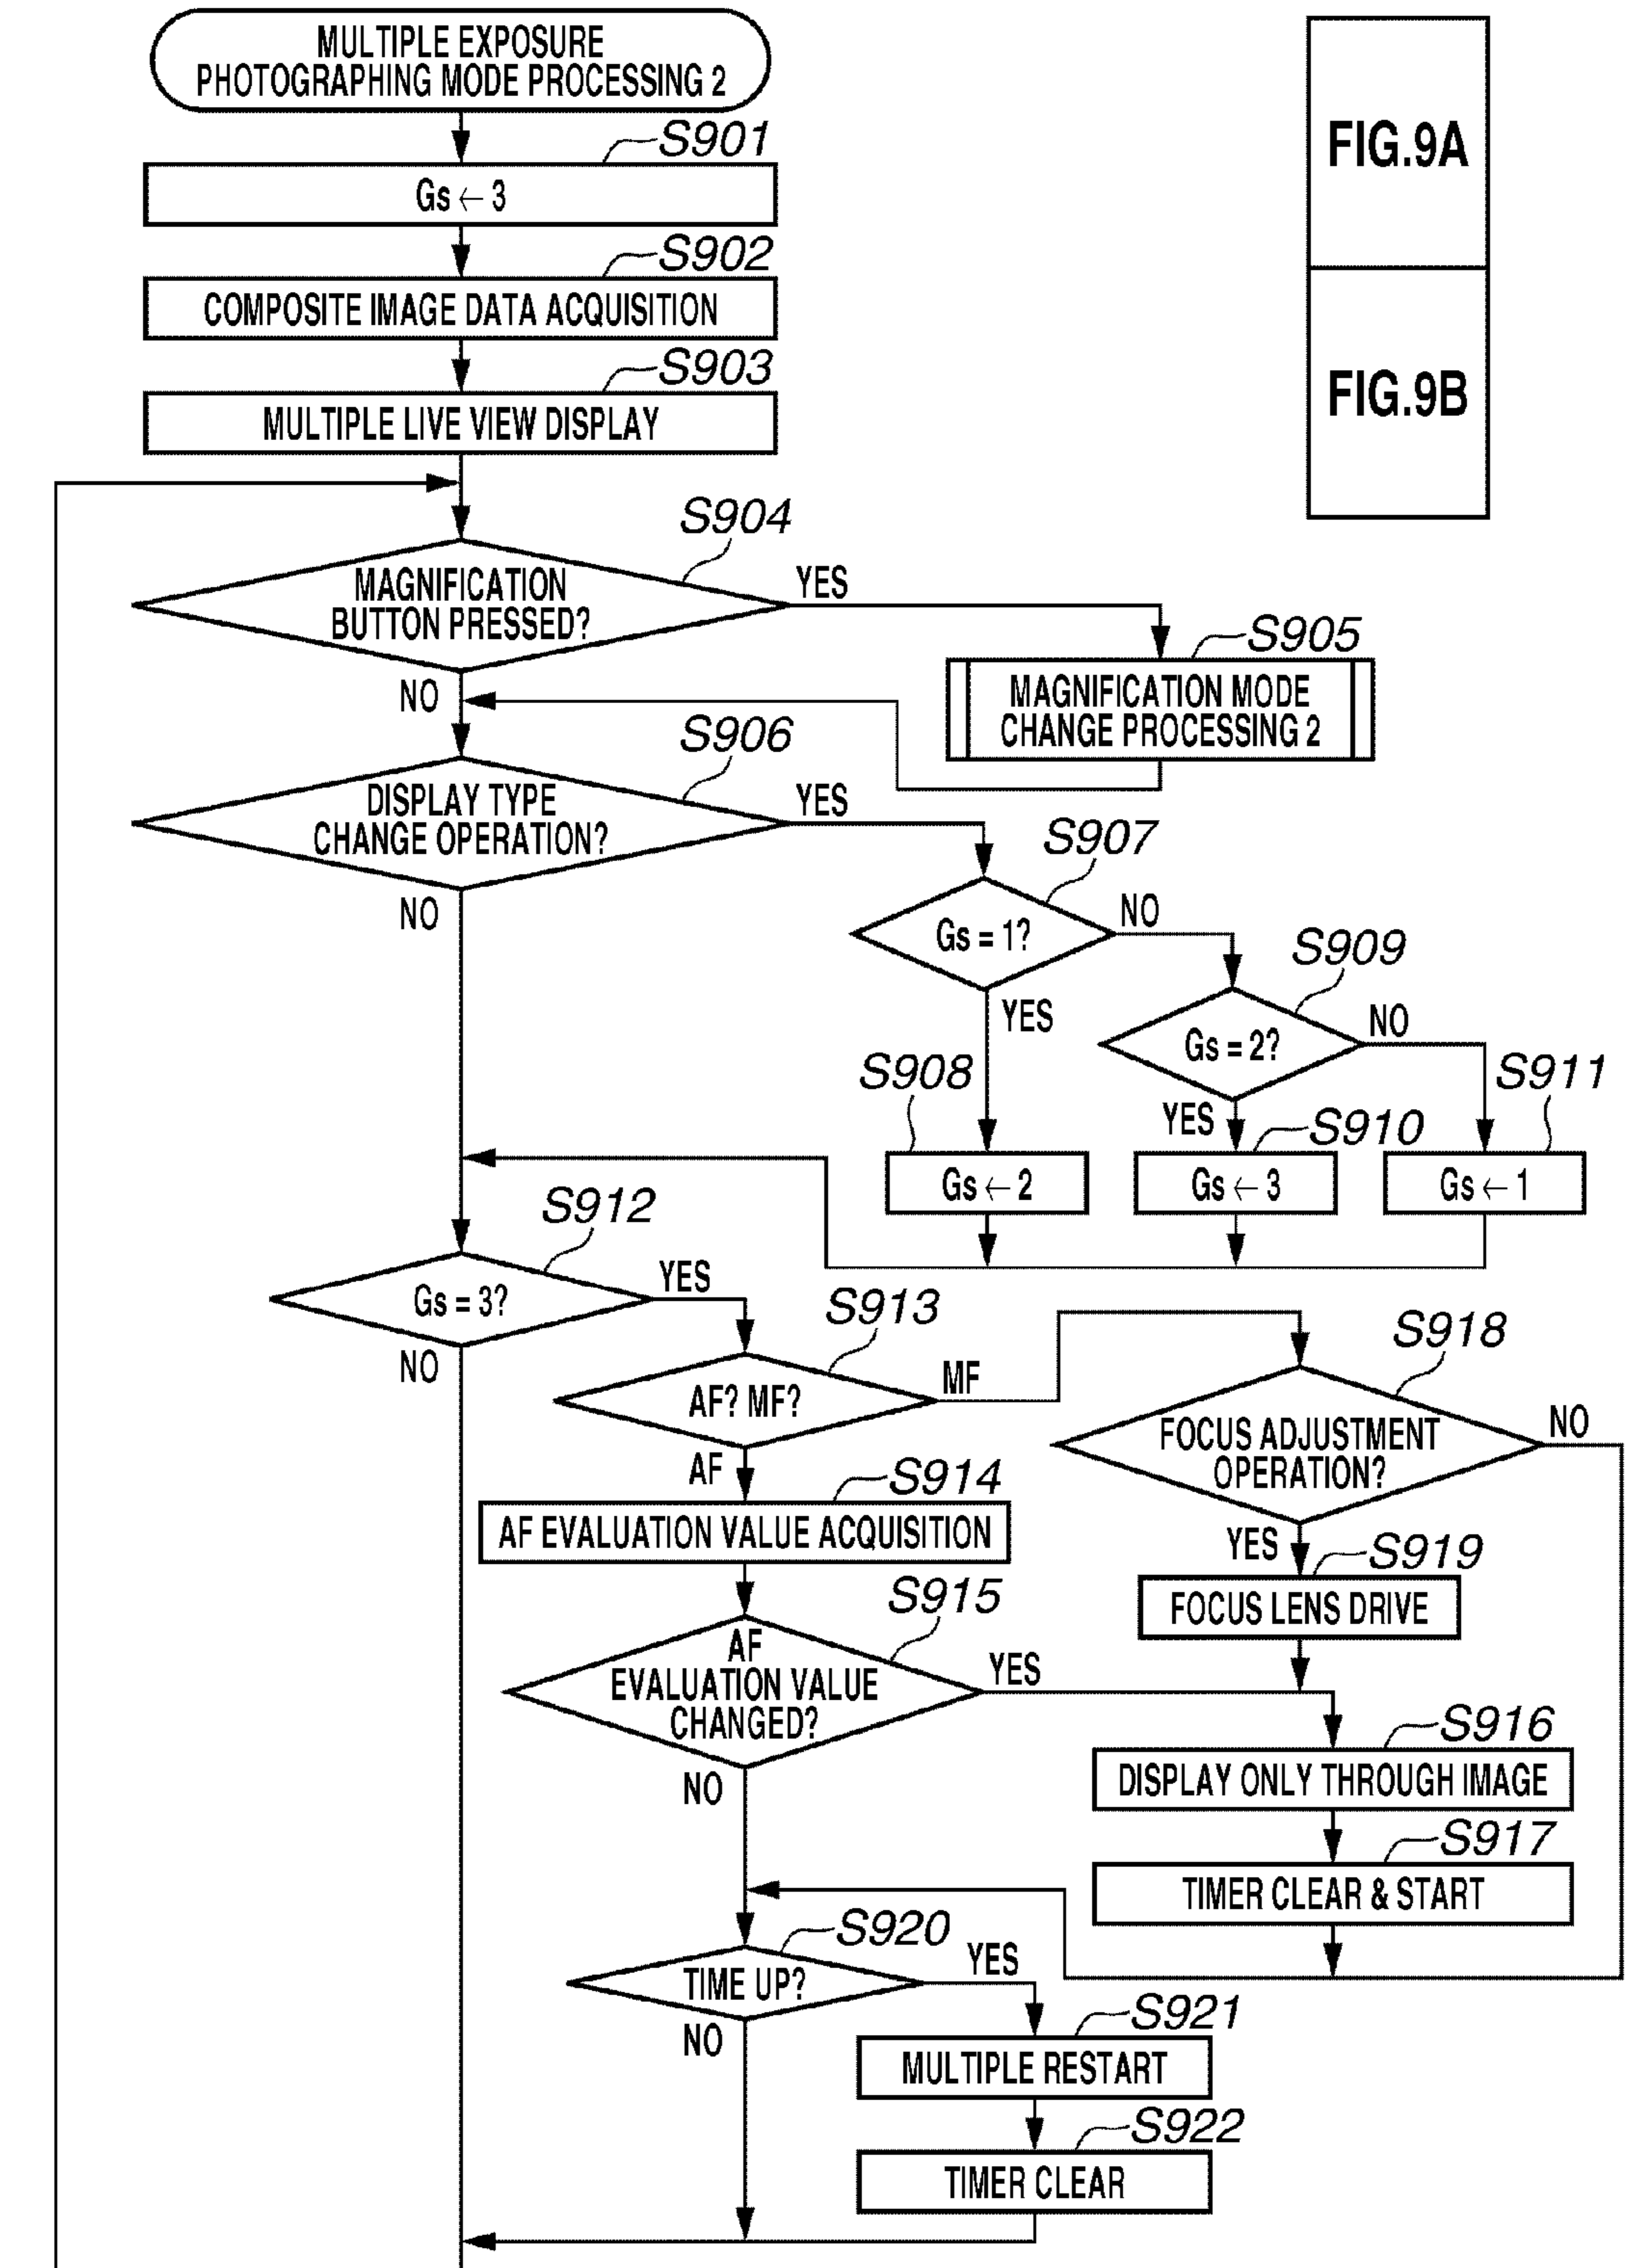 MULTIPLE EXPOSURE
PHOTOGRAPHING MODE PROCESSING 2
FIG.9A
FIG.9B
S901
Gs ← 3
S902
COMPOSITE IMAGE DATA ACQUISITION
S903
MULTIPLE LIVE VIEW DISPLAY
S904
MAGNIFICATION
BUTTON PRESSED?
YES
NO
S905
MAGNIFICATION MODE
CHANGE PROCESSING 2
S906
DISPLAY TYPE
CHANGE OPERATION?
YES
NO
S907
Gs = 1?
NO
YES
S909
Gs = 2?
NO
YES
S908
Gs ← 2
S910
Gs ← 3
S911
Gs ← 1
S912
Gs = 3?
YES
NO
S913
AF? MF?
MF
AF
S918
FOCUS ADJUSTMENT
OPERATION?
NO
YES
S914
AF EVALUATION VALUE ACQUISITION
S919
FOCUS LENS DRIVE
S915
AF
EVALUATION VALUE
CHANGED?
YES
NO
S916
DISPLAY ONLY THROUGH IMAGE
S917
TIMER CLEAR & START
S920
TIME UP?
YES
NO
S921
MULTIPLE RESTART
S922
TIMER CLEAR